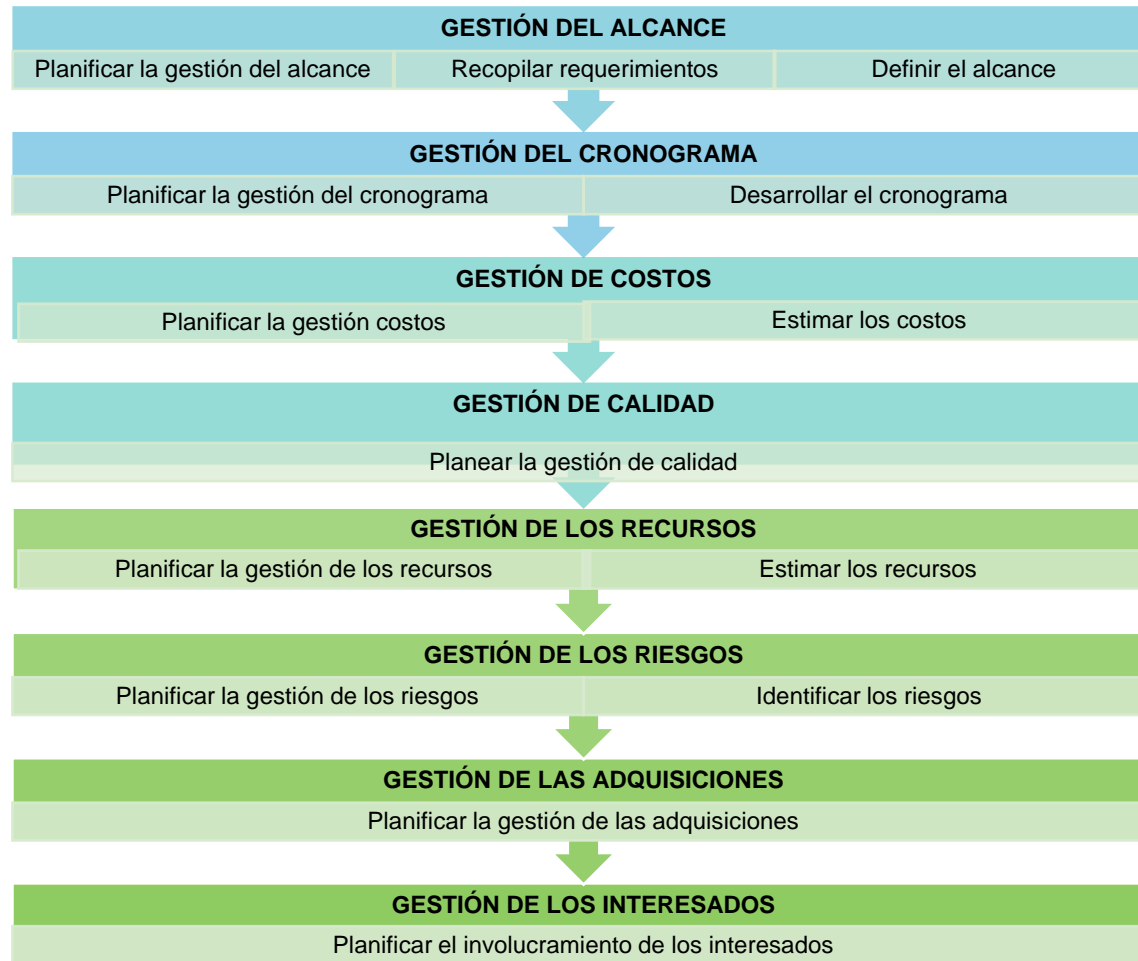 GESTIÓN DEL ALCANCE
Planificar la gestión del alcance Recopilar requerimientos Definir el alcance
GESTIÓN DEL CRONOGRAMA
Planificar la gestión del cronograma Desarrollar el cronograma
GESTIÓN DE COSTOS
Planificar la gestión costos Estimar los costos
GESTIÓN DE CALIDAD
Planear la gestión de calidad
GESTIÓN DE LOS RECURSOS
Planificar la gestión de los recursos Estimar los recursos
GESTIÓN DE LOS RIESGOS
Planificar la gestión de los riesgos Identificar los riesgos
GESTIÓN DE LAS ADQUISICIONES
Planificar la gestión de las adquisiciones
GESTIÓN DE LOS INTERESADOS
Planificar el involucramiento de los interesados